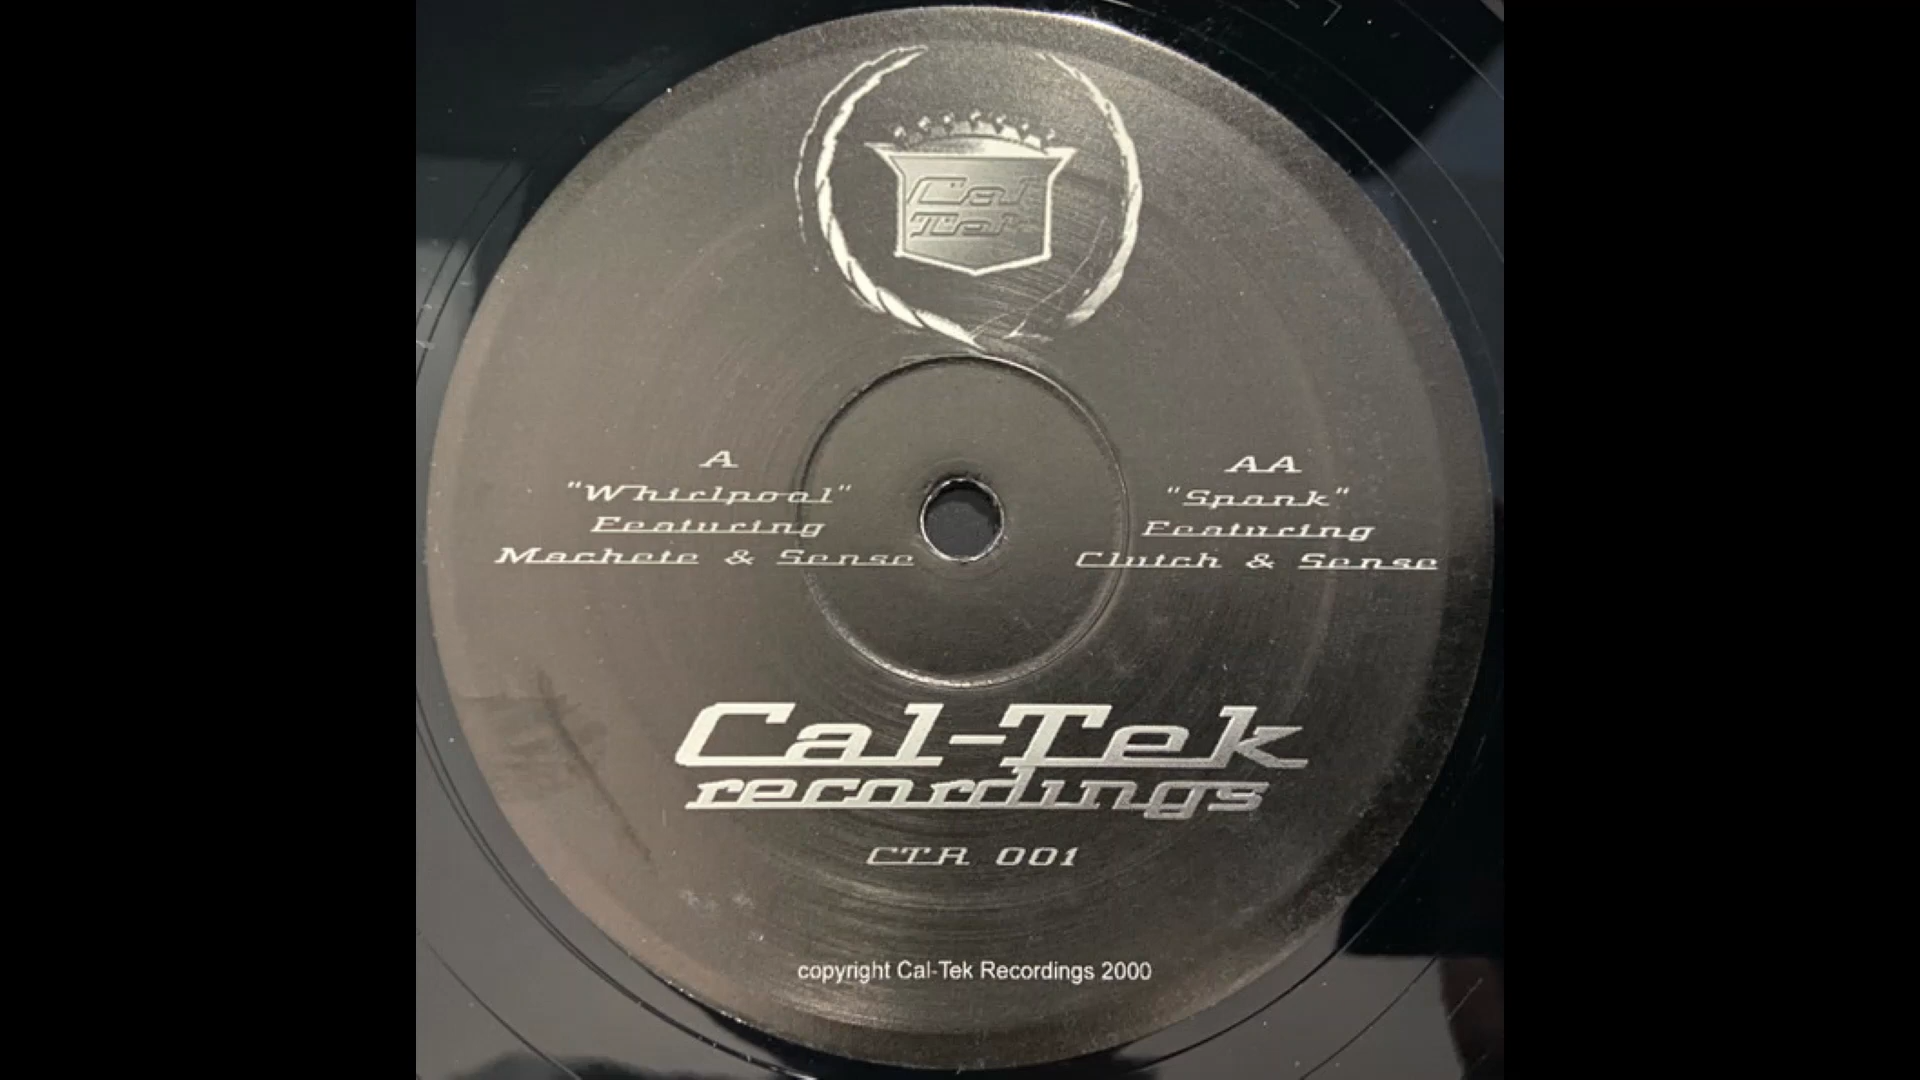 Cal
Tek
A
"Whirlpool"
Featuring
Machete & Sense
AA
"Spank"
Featuring
Clutch & Sense
Cal-Tek
recordings
CTR 001
copyright Cal-Tek Recordings 2000